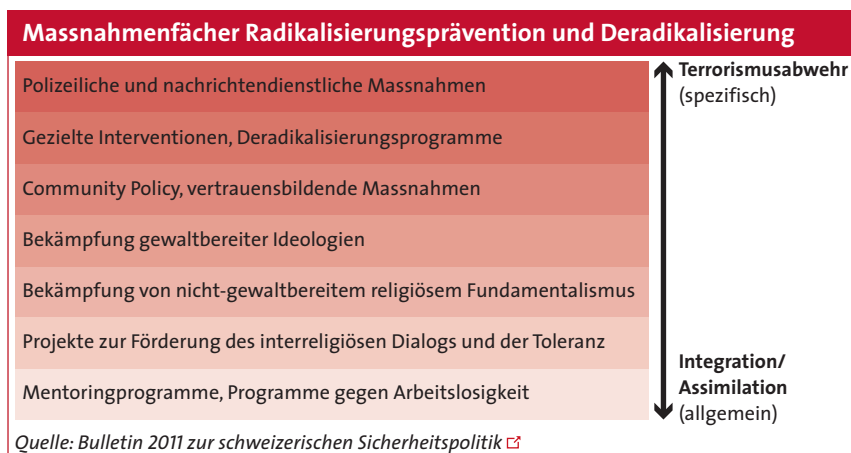 Massnahmenfächer Radikalisierungsprävention und Deradikalisierung
Polizeiliche und nachrichtendienstliche Massnahmen
Gezielte Interventionen, Deradikalisierungsprogramme
Community Policy, vertrauensbildende Massnahmen
Bekämpfung gewaltbereiter Ideologien
Bekämpfung von nicht-gewaltbereitem religiösem Fundamentalismus
Projekte zur Förderung des interreligiösen Dialogs und der Toleranz
Mentoringprogramme, Programme gegen Arbeitslosigkeit
Terrorismusabwehr
(spezifisch)
Integration/
Assimilation
(allgemein)
Quelle: Bulletin 2011 zur schweizerischen Sicherheitspolitik